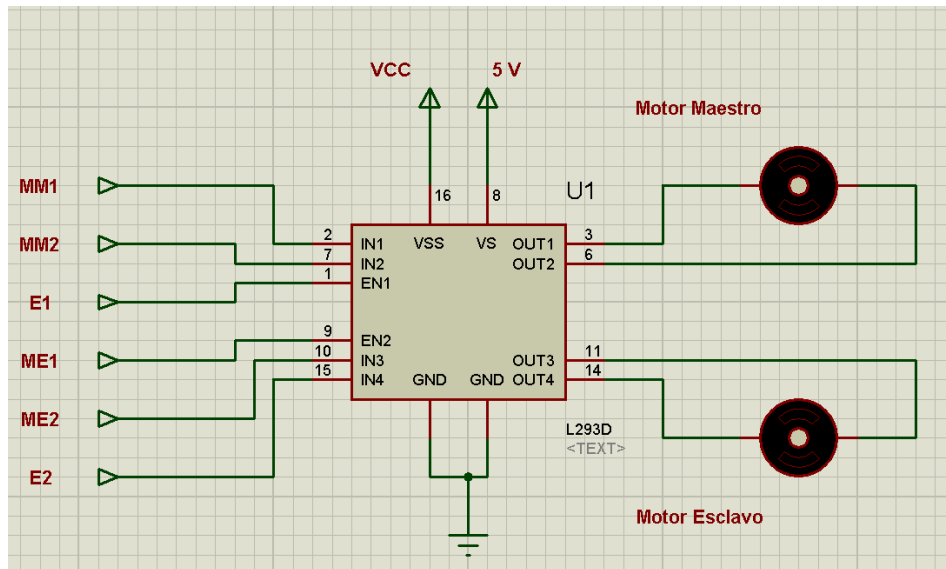 VCC
5 V
Motor Maestro
MM1
16
8
U1
2
IN1
VSS
VS
OUT1
3
MM2
7
IN2
OUT2
6
1
EN1
E1
9
EN2
ME1
10
IN3
OUT3
11
15
IN4
GND
GND
OUT4
14
ME2
L293D
<TEXT>
E2
Motor Esclavo